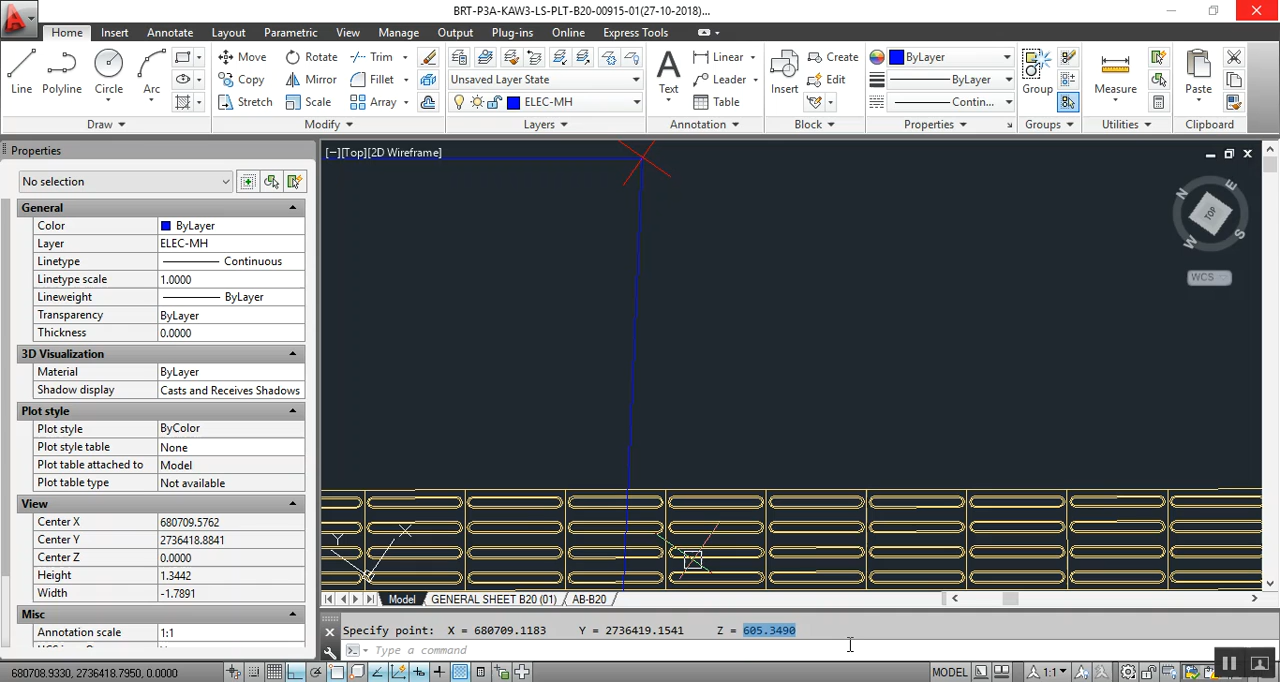 BRT-P3A-KAW3-LS-PLT-B20-00915-01(27-10-2018)...
Home Insert Annotate Layout Parametric View Manage Output Plug-ins Online Express Tools
Line Polyline Circle Arc
Move Rotate Trim
Copy Mirror Fillet
Stretch Scale Array
Unsaved Layer State
ELEC-MH
Text
Linear
Leader
Table
Insert
Create
Edit
ByLayer
ByLayer
Contin...
Group
Measure
Paste
Draw Modify Layers Annotation Block Properties Groups Utilities Clipboard
Properties
No selection
General
Color ByLayer
Layer ELEC-MH
Linetype Continuous
Linetype scale 1.0000
Lineweight ByLayer
Transparency ByLayer
Thickness 0.0000
3D Visualization
Material ByLayer
Shadow display Casts and Receives Shadows
Plot style
Plot style ByColor
Plot style table None
Plot table attached to Model
Plot table type Not available
View
Center X 680709.5762
Center Y 2736418.8841
Center Z 0.0000
Height 1.3442
Width -1.7891
Misc
Annotation scale 1:1
[−][Top][2D Wireframe]
N E
TOP
W S
WCS
Y X
Model GENERAL SHEET B20 (01) AB-B20
Specify point: X = 680709.1183 Y = 2736419.1541 Z = 605.3490
Type a command
680708.9330, 2736418.7950, 0.0000
MODEL 1:1